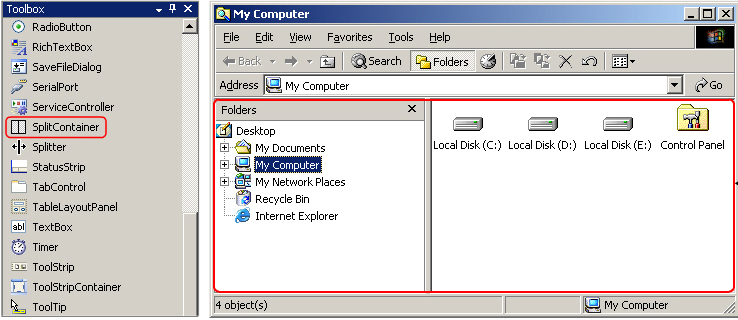 Toolbox
RadioButton
RichTextBox
SaveFileDialog
SerialPort
ServiceController
SplitContainer
Splitter
StatusStrip
TabControl
TableLayoutPanel
abl TextBox
Timer
ToolStrip
ToolStripContainer
ToolTip
My Computer
File Edit View Favorites Tools Help
Back Search Folders
Address My Computer Go
Folders
Desktop
My Documents
My Computer
My Network Places
Recycle Bin
Internet Explorer
Local Disk (C:) Local Disk (D:) Local Disk (E:) Control Panel
4 object(s) My Computer